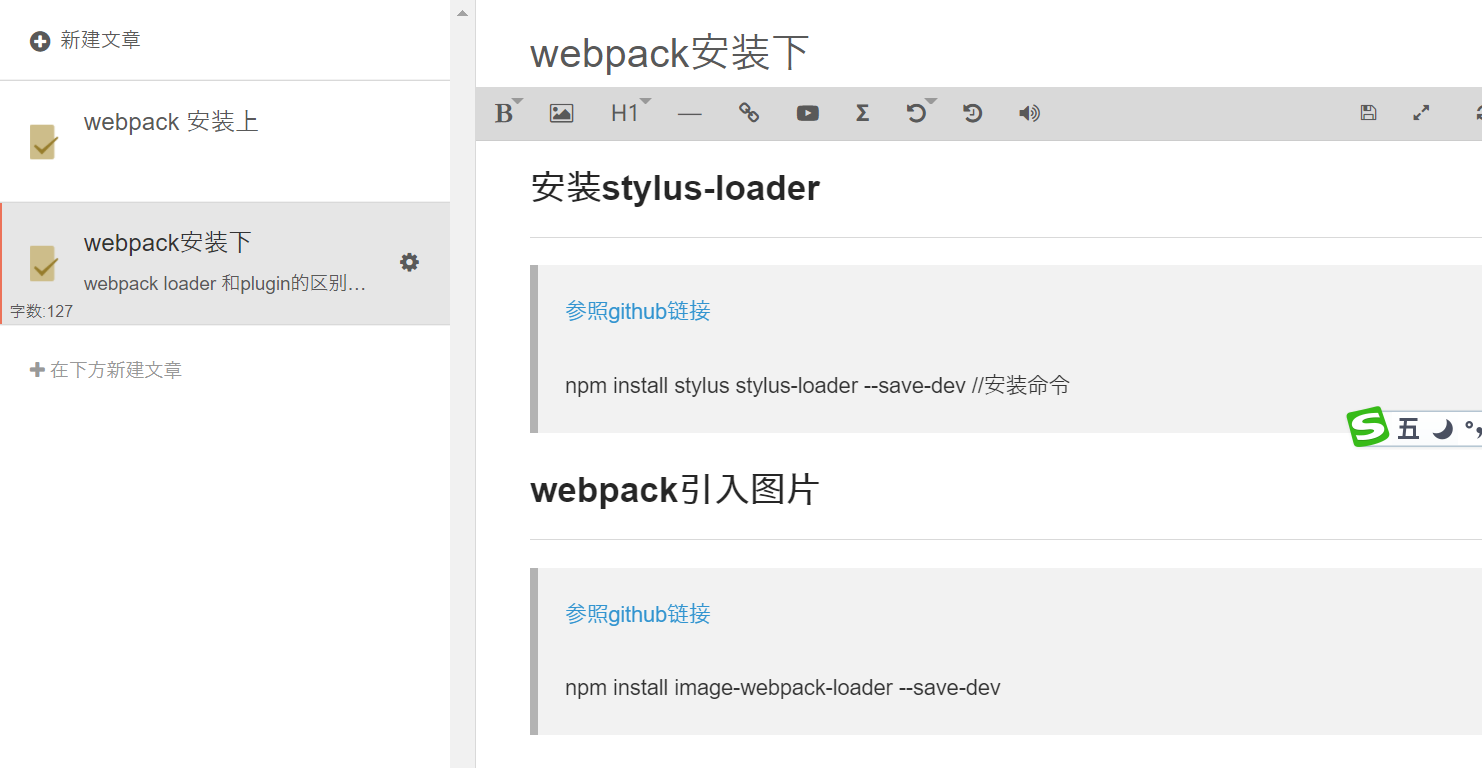 新建文章
webpack 安装上
webpack安装下
webpack loader 和plugin的区别…
字数:127
在下方新建文章
webpack安装下
B H1 — Σ
安装stylus-loader
参照github链接
npm install stylus stylus-loader --save-dev //安装命令
S 五 °,
webpack引入图片
参照github链接
npm install image-webpack-loader --save-dev